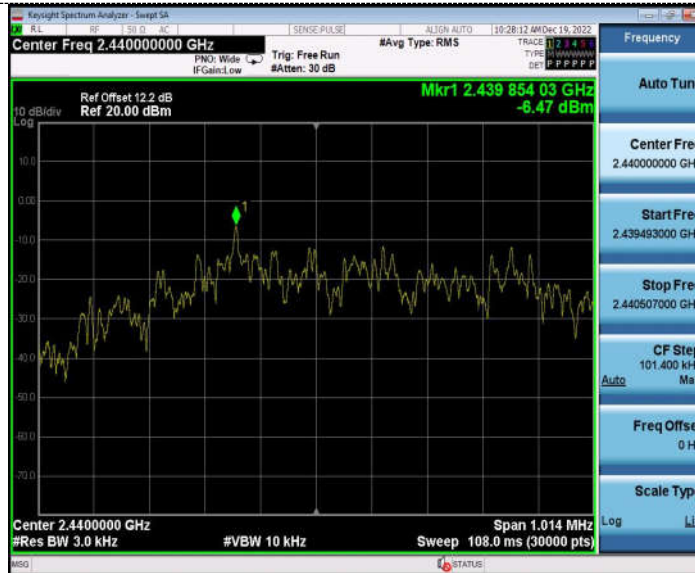 Keysight Spectrum Analyzer - Swept SA
LXI RL RF 50 Ω AC SENSE:PULSE ALIGN AUTO 10:28:12 AM Dec 19, 2022
Center Freq 2.440000000 GHz
PNO: Wide
IFGain:Low
Trig: Free Run
#Atten: 30 dB
#Avg Type: RMS
TRACE 1 2 3 4 5 6
TYPE M WWWWW
DET P P P P P P
Ref Offset 12.2 dB
10 dB/div Ref 20.00 dBm
Log
Mkr1 2.439 854 03 GHz
-6.47 dBm
10.0
0.00
-10.0
-20.0
-30.0
-40.0
-50.0
-60.0
-70.0
1
Center 2.4400000 GHz
Span 1.014 MHz
#Res BW 3.0 kHz
#VBW 10 kHz
Sweep 108.0 ms (30000 pts)
MSG
STATUS
Frequency
Auto Tun
Center Fre
2.440000000 GH
Start Fre
2.439493000 GH
Stop Fre
2.440507000 GH
CF Step
101.400 kH
Auto Ma
Freq Offse
0 H
Scale Typ
Log Li